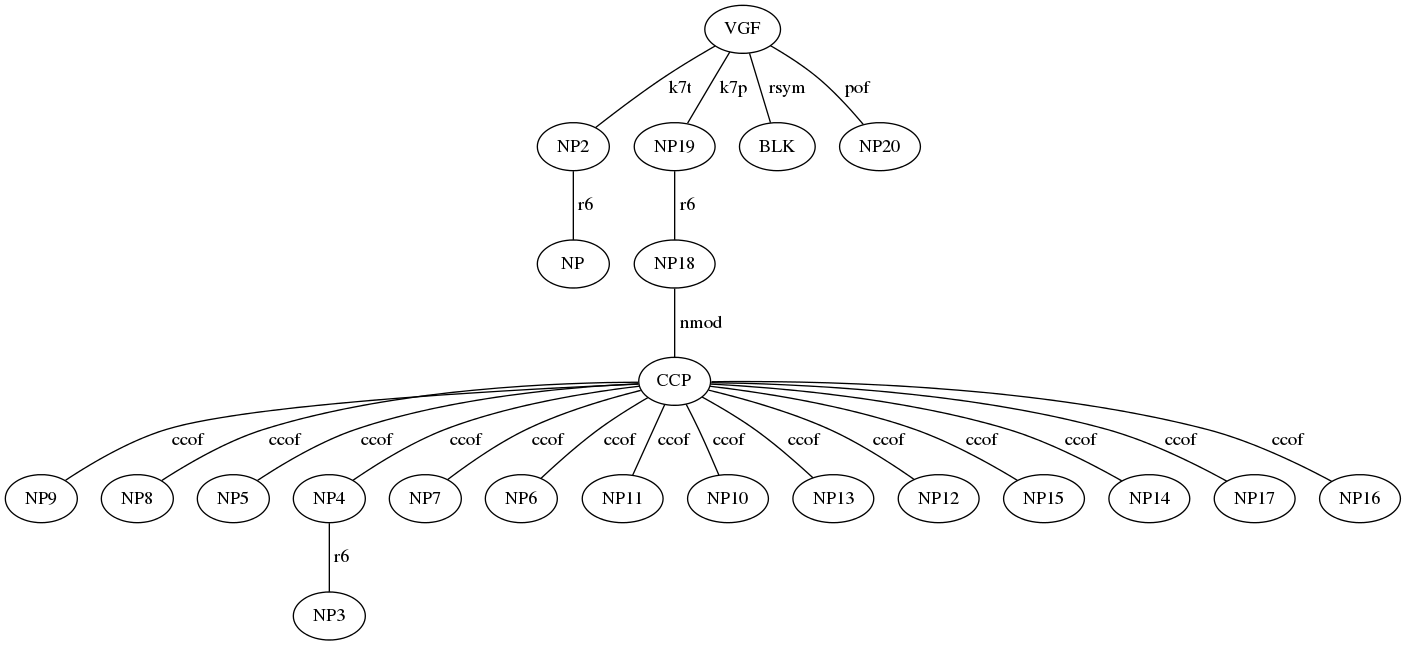 VGF
k7t k7p rsym pof
NP2 NP19 BLK NP20
r6 r6
NP NP18
nmod
CCP
ccof ccof ccof ccof ccof ccof ccof ccof ccof ccof ccof ccof ccof ccof
NP9 NP8 NP5 NP4 NP7 NP6 NP11 NP10 NP13 NP12 NP15 NP14 NP17 NP16
r6
NP3